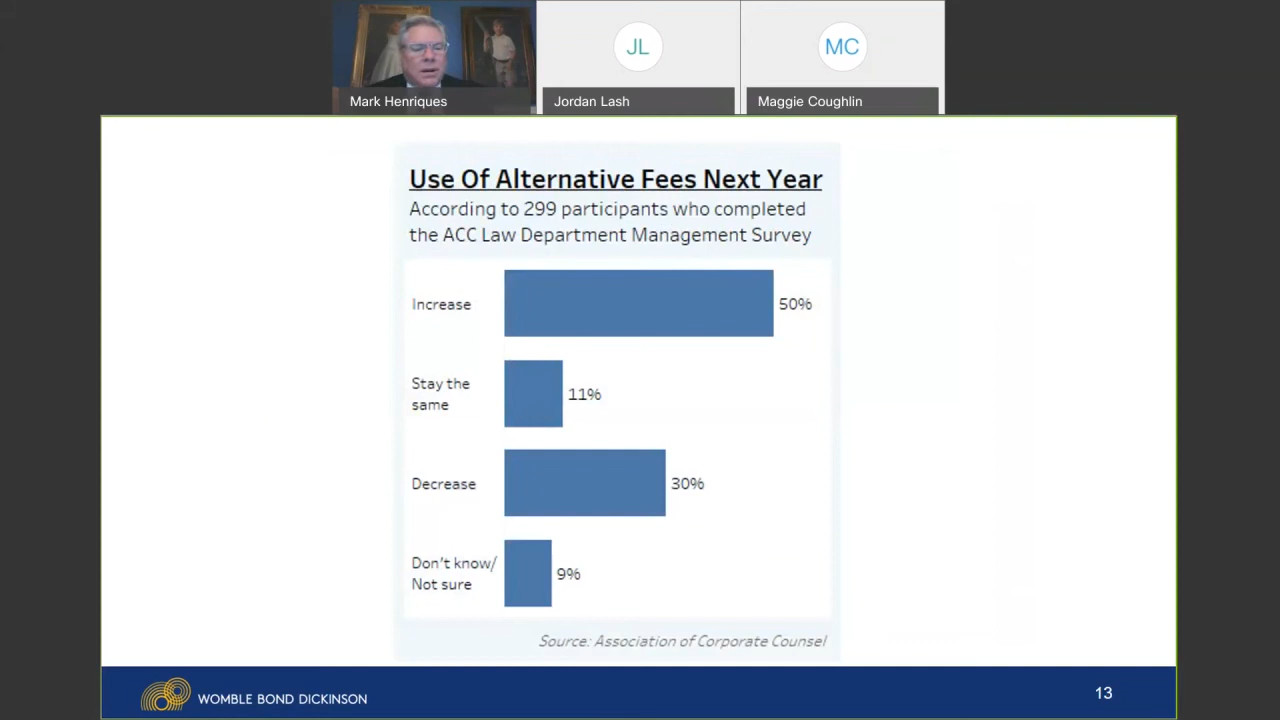 JL
MC
Mark Henriques
Jordan Lash
Maggie Coughlin
Use Of Alternative Fees Next Year
According to 299 participants who completed
the ACC Law Department Management Survey
Increase
50%
Stay the
same
11%
Decrease
30%
Don't know/
Not sure
9%
Source: Association of Corporate Counsel
WOMBLE BOND DICKINSON
13